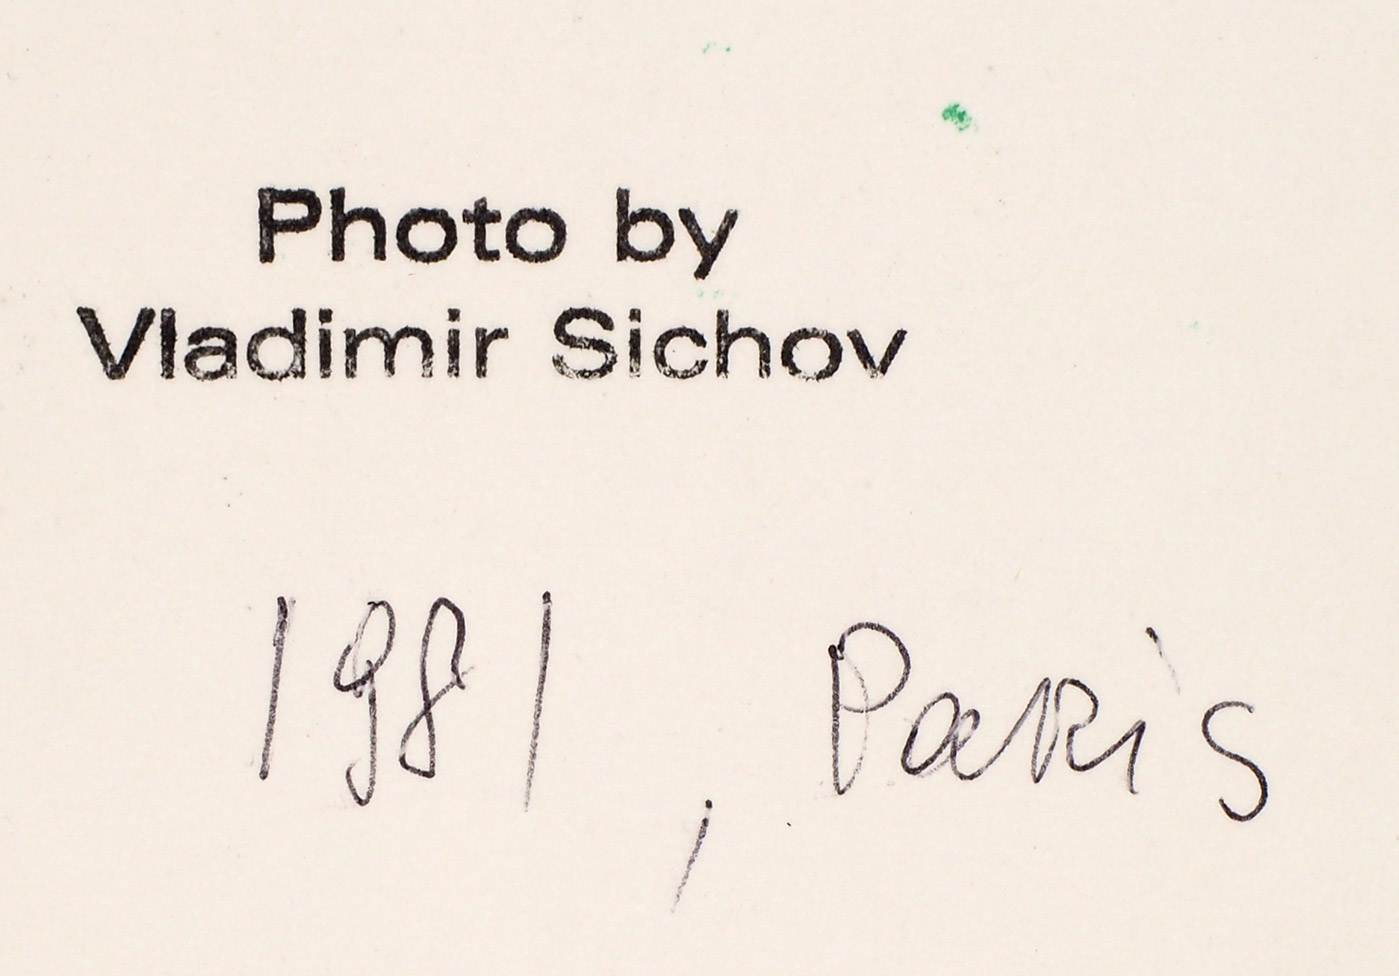 Photo by
Vladimir Sichov
1981, Paris